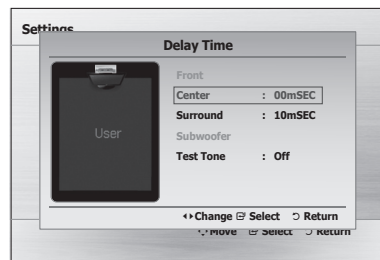 Settings
Delay Time
Front
Center : 00mSEC
Surround : 10mSEC
Subwoofer
Test Tone : Off
User
Change Select Return
Move Select Return